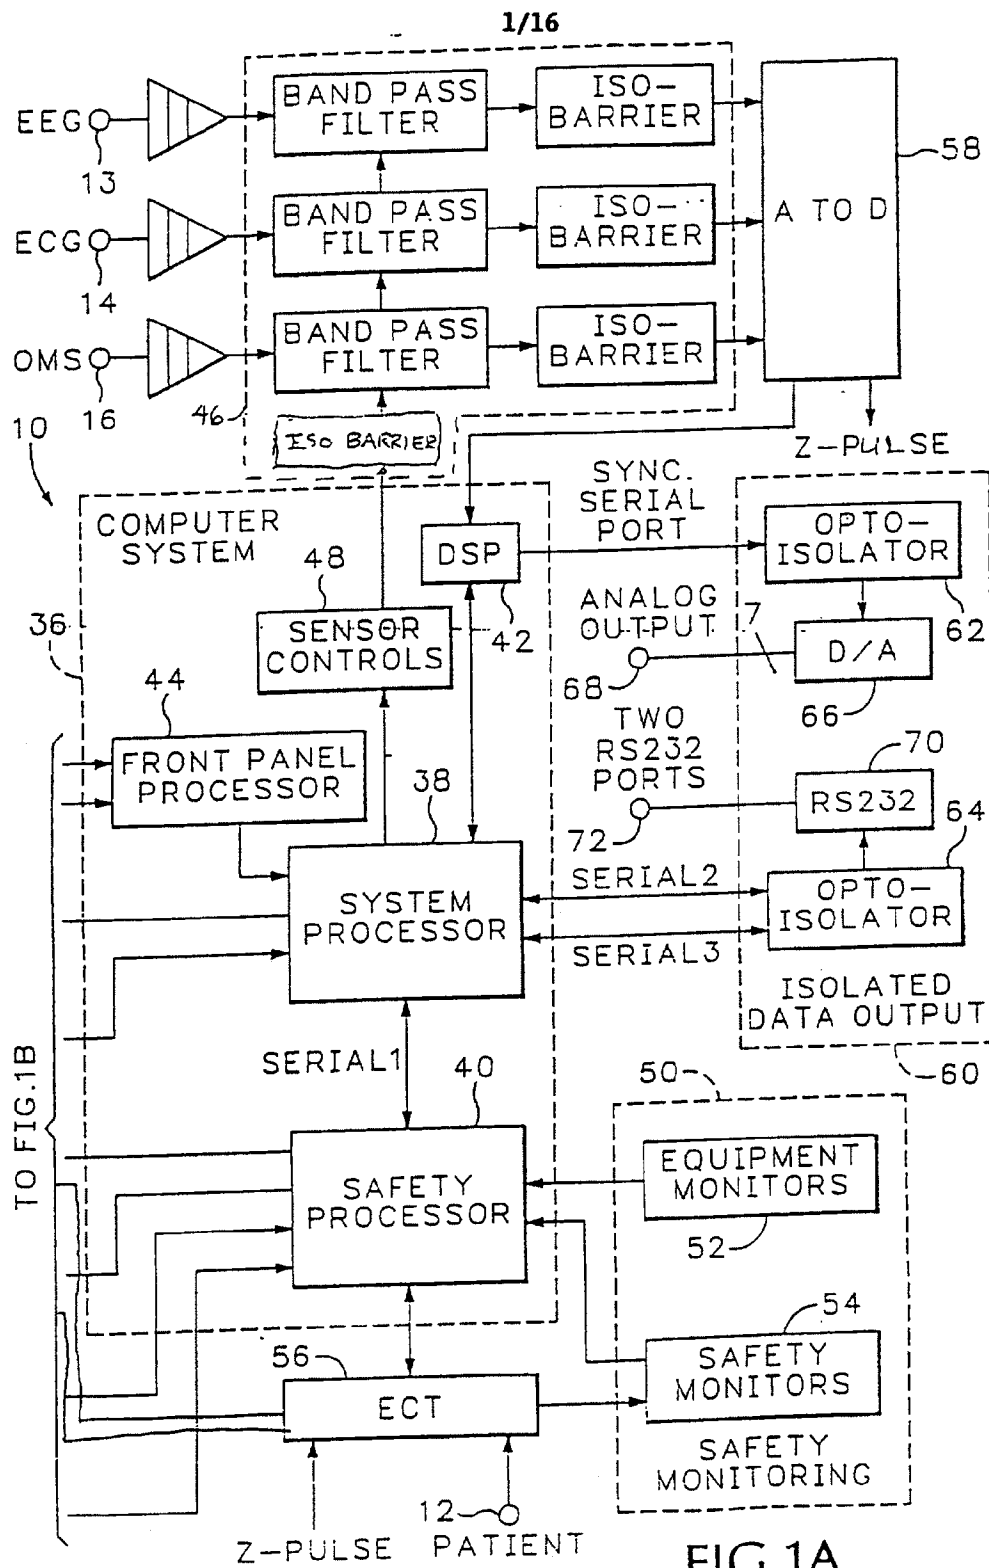 1/16
EEG
13
BAND PASS
FILTER
ISO-
BARRIER
58
ECG
14
BAND PASS
FILTER
ISO-
BARRIER
A TO D
OMS
16
BAND PASS
FILTER
ISO-
BARRIER
46
ISO BARRIER
10
Z-PULSE
COMPUTER
SYSTEM
SYNC.
SERIAL
PORT
OPTO-
ISOLATOR
DSP
42
62
48
SENSOR
CONTROLS
36
ANALOG
OUTPUT
68
7
D/A
66
44
FRONT PANEL
PROCESSOR
TWO
RS232
PORTS
72
70
RS232
64
38
SYSTEM
PROCESSOR
SERIAL2
SERIAL3
OPTO-
ISOLATOR
ISOLATED
DATA OUTPUT
60
SERIAL1
TO FIG.1B
40
SAFETY
PROCESSOR
50
EQUIPMENT
MONITORS
52
54
SAFETY
MONITORS
SAFETY
MONITORING
56
ECT
12
Z-PULSE
PATIENT
FIG.1A